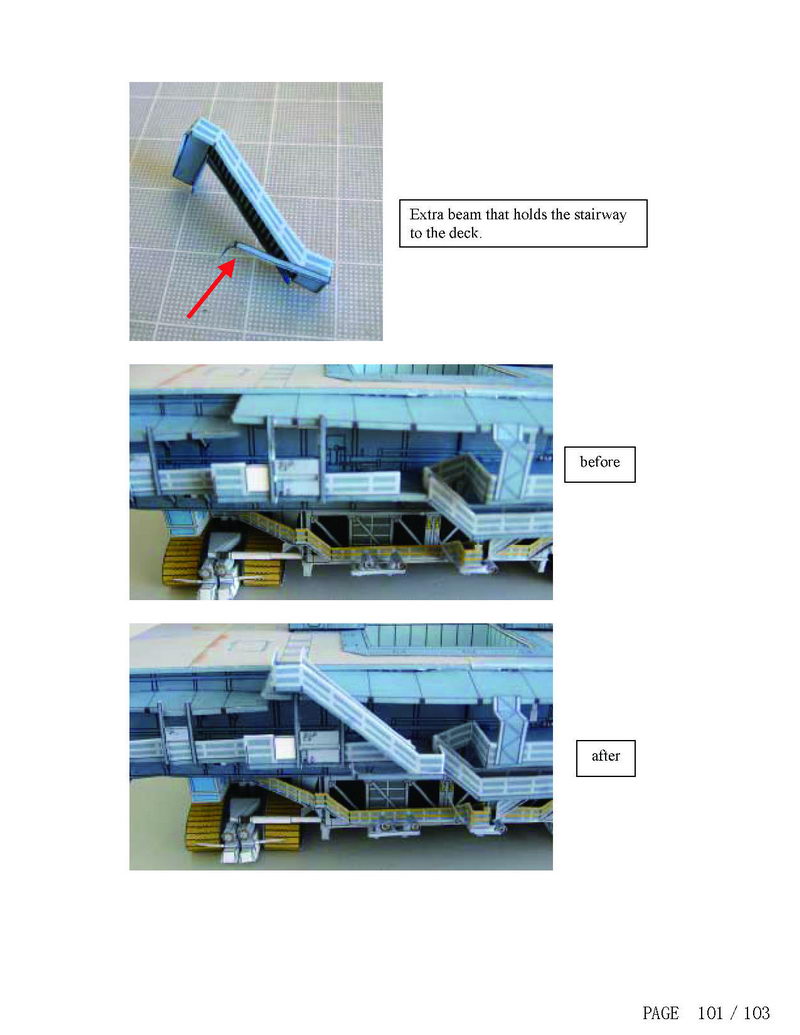 Extra beam that holds the stairway
to the deck.
before
after
PAGE 101 / 103